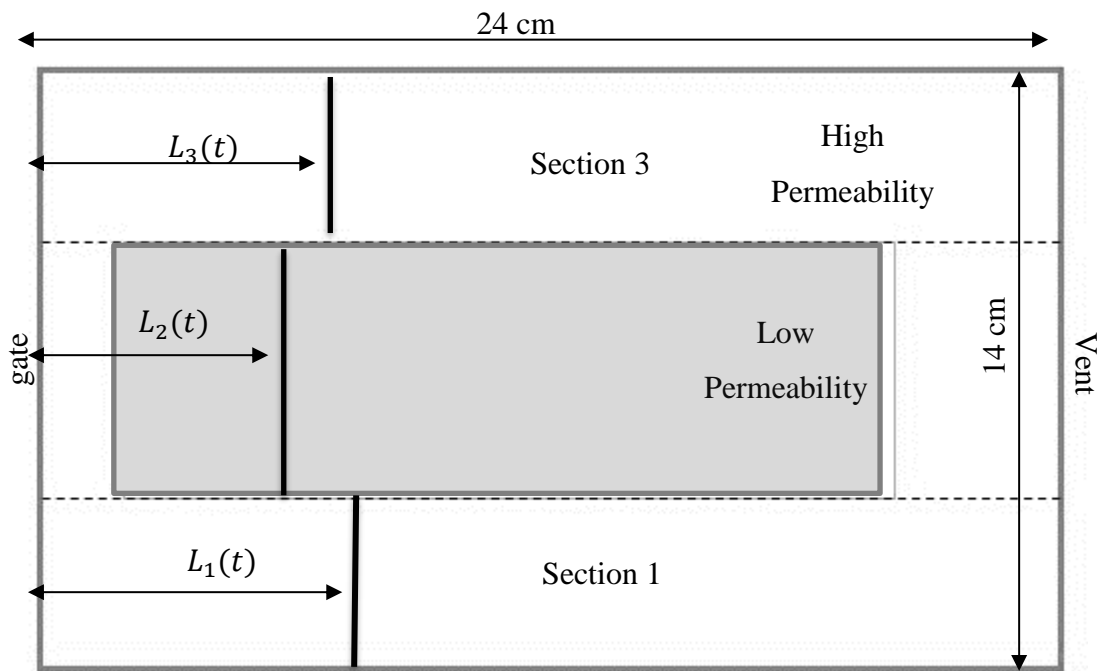 24 cm
L₃(t)
Section 3
High
Permeability
gate
L₂(t)
Low
Permeability
14 cm
Vent
L₁(t)
Section 1